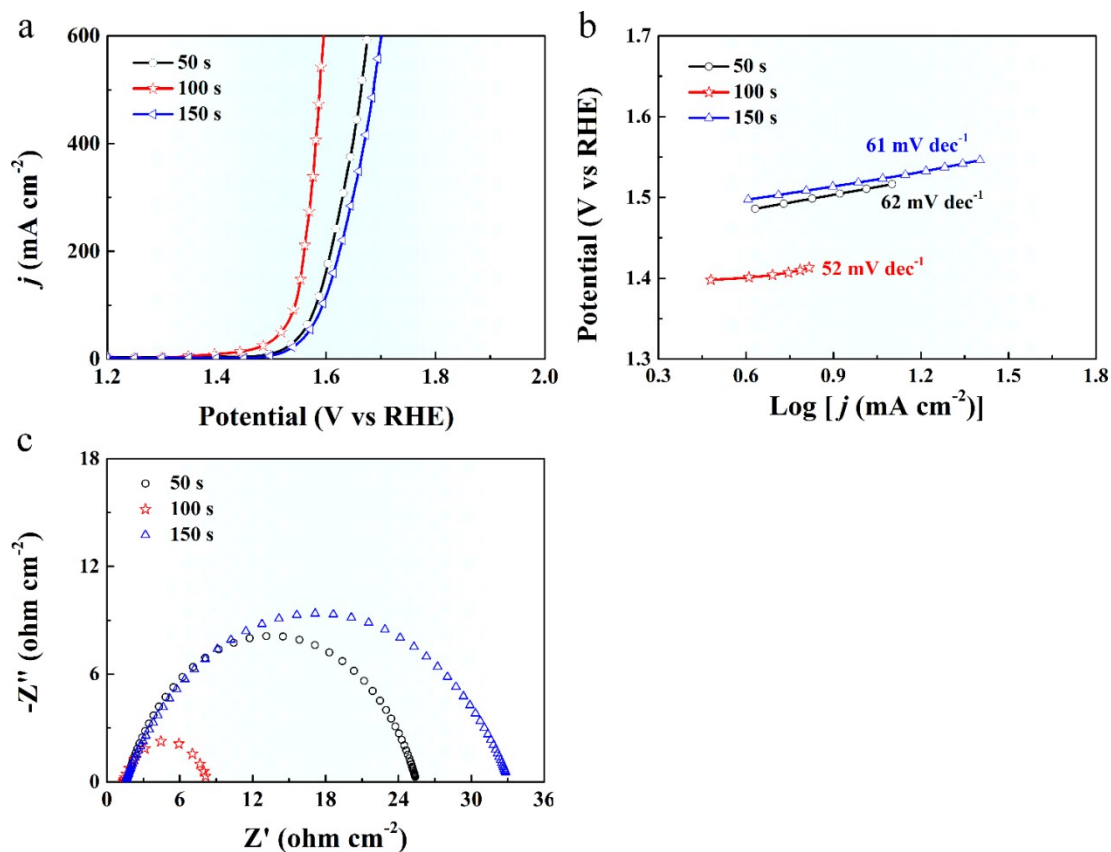 a
600
400
200
0
j (mA cm-2)
50 s
100 s
150 s
1.2 1.4 1.6 1.8 2.0
Potential (V vs RHE)
b
1.7
1.6
1.5
1.4
1.3
Potential (V vs RHE)
50 s
100 s
150 s
61 mV dec-1
62 mV dec-1
52 mV dec-1
0.3 0.6 0.9 1.2 1.5 1.8
Log [j (mA cm-2)]
c
18
12
6
0
-Z'' (ohm cm-2)
50 s
100 s
150 s
0 6 12 18 24 30 36
Z' (ohm cm-2)